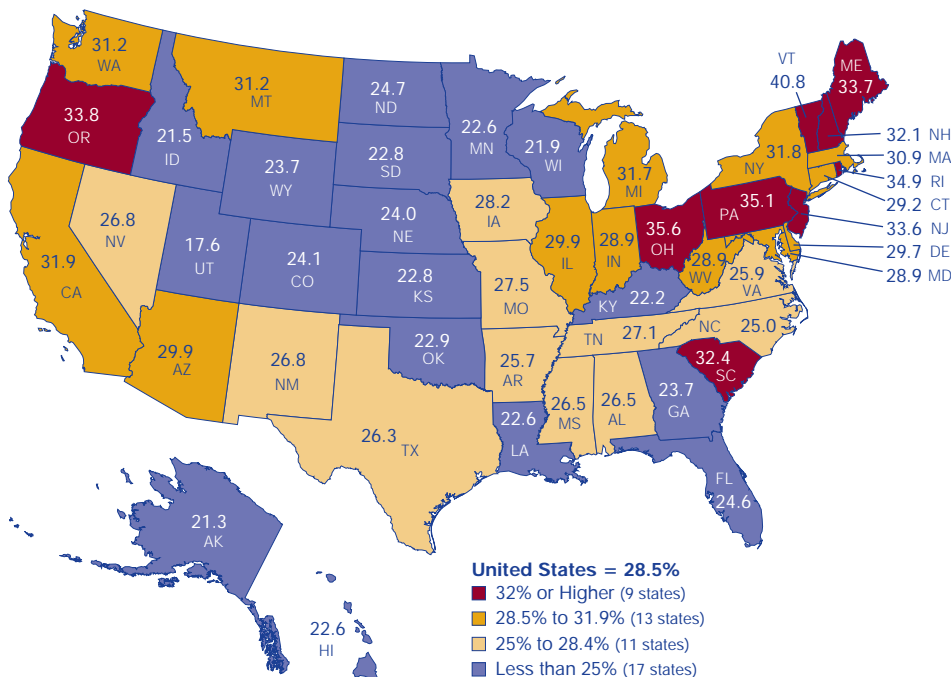 31.2
WA
33.8
OR
21.5
ID
31.2
MT
24.7
ND
22.6
MN
22.8
SD
21.9
WI
23.7
WY
24.0
NE
28.2
IA
31.7
MI
31.8
NY
VT
40.8
ME
33.7
32.1 NH
30.9 MA
34.9 RI
29.2 CT
33.6 NJ
29.7 DE
28.9 MD
PA 35.1
35.6
OH
28.9
IN
29.9
IL
28.9
WV
25.9
VA
26.8
NV
31.9
CA
17.6
UT
24.1
CO
22.8
KS
27.5
MO
KY 22.2
TN 27.1
NC 25.0
32.4
SC
29.9
AZ
26.8
NM
22.9
OK
25.7
AR
26.5
MS
26.5
AL
23.7
GA
26.3 TX
22.6
LA
FL
24.6
21.3
AK
22.6
HI
United States = 28.5%
32% or Higher (9 states)
28.5% to 31.9% (13 states)
25% to 28.4% (11 states)
Less than 25% (17 states)